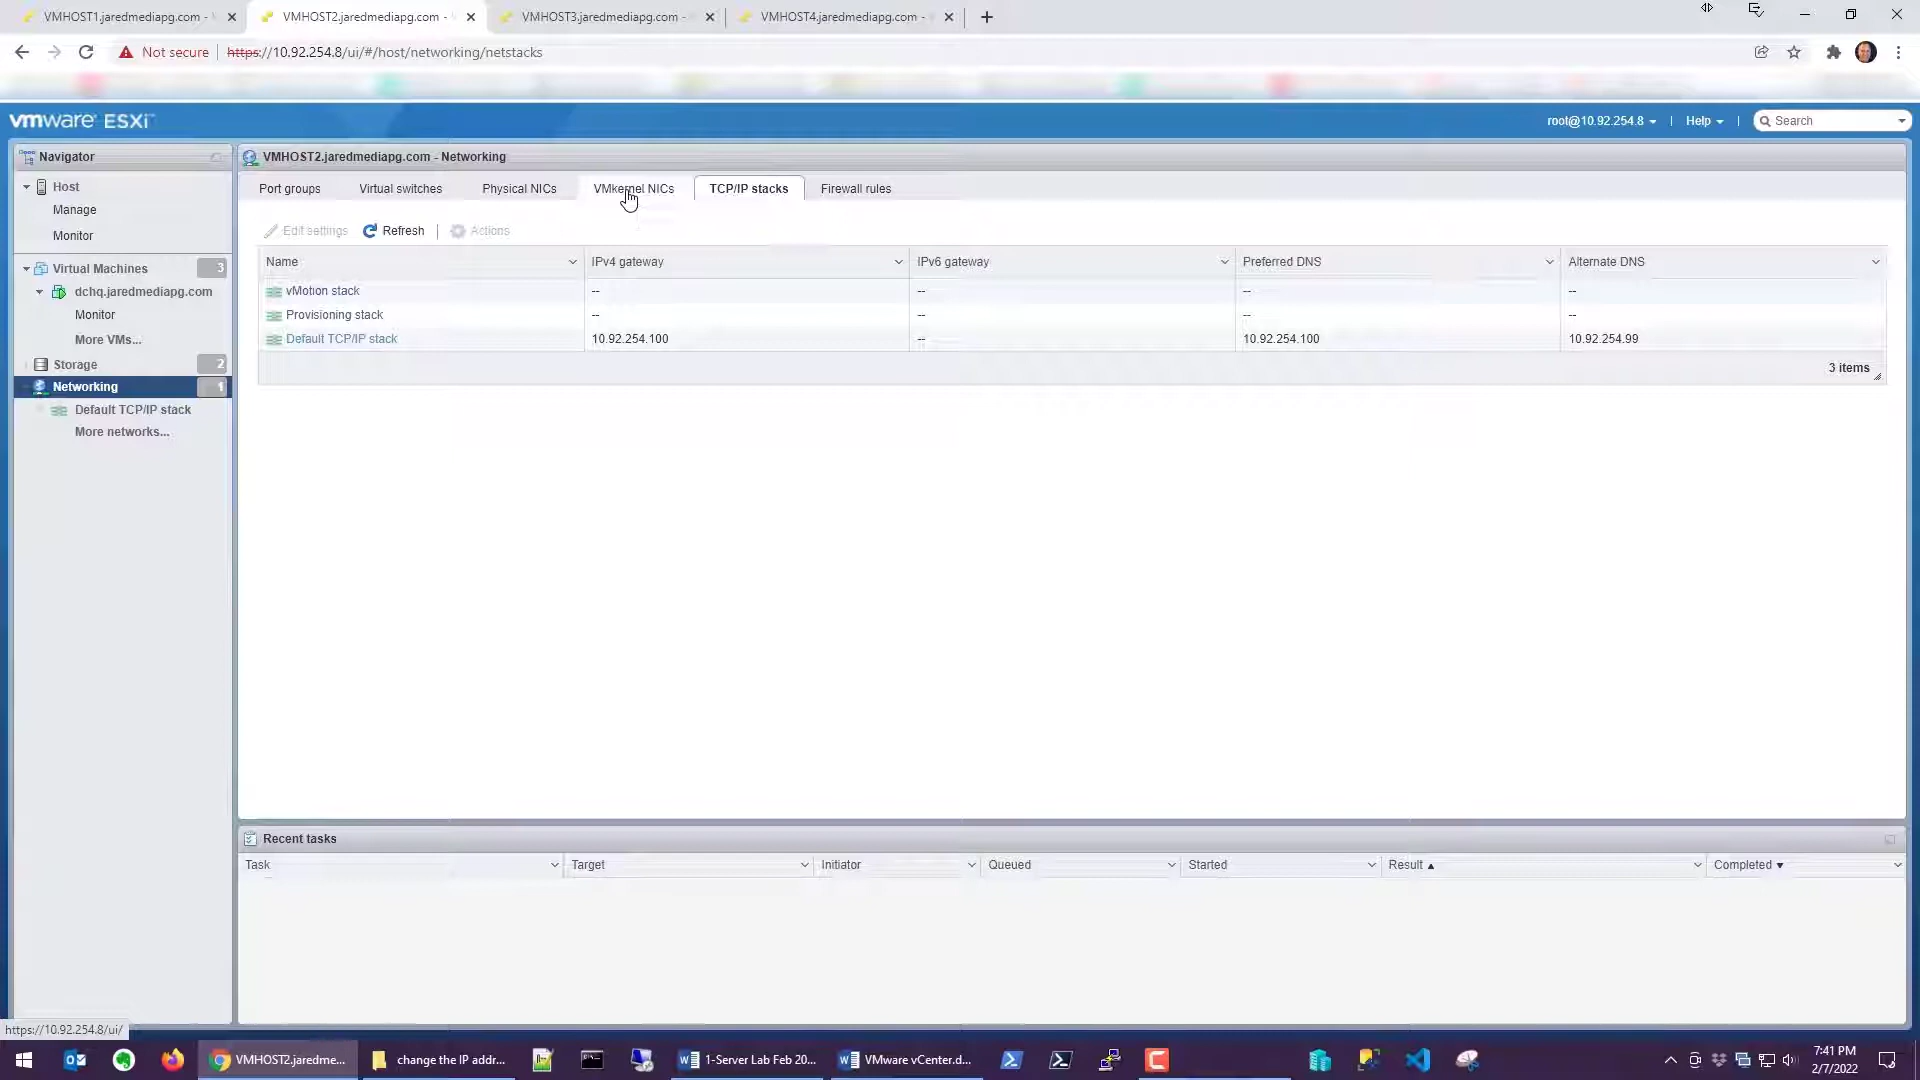 VMHOST1.jaredmediapg.com - VMHOST2.jaredmediapg.com - VMHOST3.jaredmediapg.com - VMHOST4.jaredmediapg.com -
Not secure https://10.92.254.8/ui/#/host/networking/netstacks
vmware ESXi
root@10.92.254.8 | Help | Search
Navigator
VMHOST2.jaredmediapg.com - Networking
Host
Manage
Monitor
Virtual Machines 3
dchq.jaredmediapg.com
Monitor
More VMs...
Storage 2
Networking 1
Default TCP/IP stack
More networks...
Port groups Virtual switches Physical NICs VMkernel NICs TCP/IP stacks Firewall rules
Edit settings Refresh | Actions
Name IPv4 gateway IPv6 gateway Preferred DNS Alternate DNS
vMotion stack -- -- -- --
Provisioning stack -- -- -- --
Default TCP/IP stack 10.92.254.100 -- 10.92.254.100 10.92.254.99
3 items
Recent tasks
Task Target Initiator Queued Started Result Completed
https://10.92.254.8/ui/
VMHOST2.jaredme... change the IP addr... 1-Server Lab Feb 20... VMware vCenter.d...
7:41 PM
2/7/2022